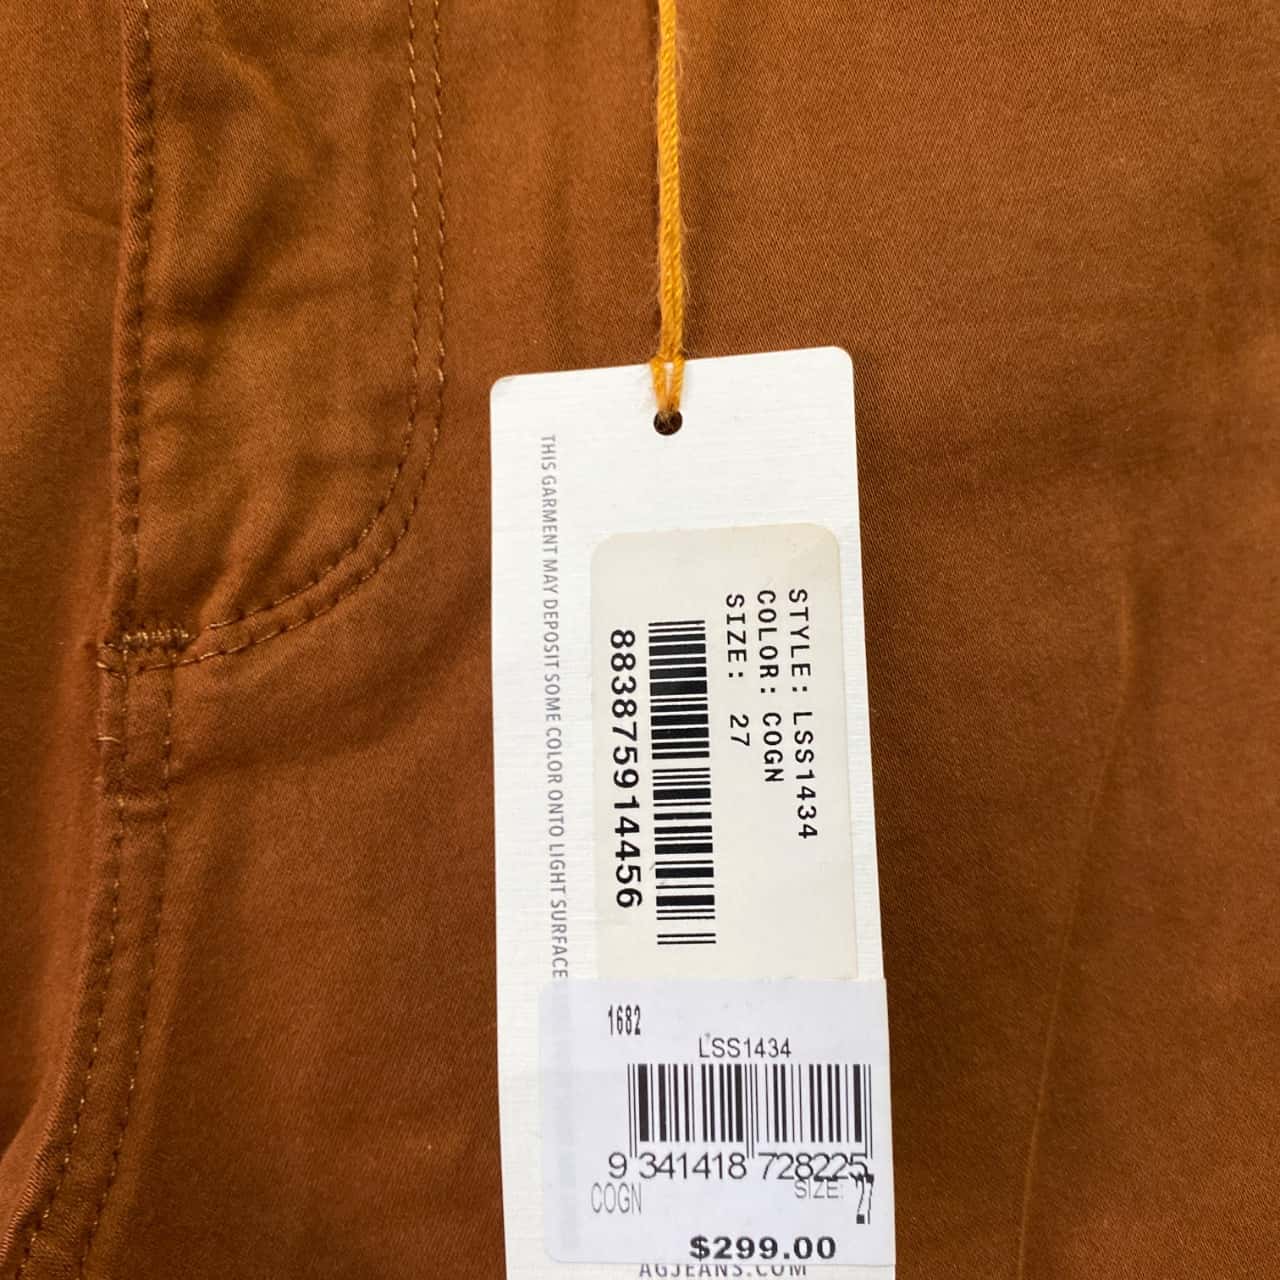 THIS GARMENT MAY DEPOSIT SOME COLOR ONTO LIGHT SURFACE
STYLE: LSS1434
COLOR: COGN
SIZE: 27
883875914456
1682
LSS1434
9 341418 728225
COGN
SIZE: 27
$299.00
AGJEANS.COM